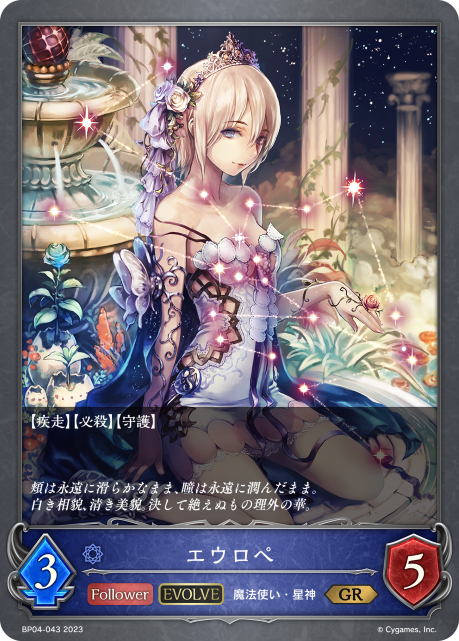 【疾走】【必殺】【守護】
頬は永遠に滑らかなまま、瞳は永遠に潤んだまま。
白き相貌、清き美貌。決して絶えぬもの理外の華。
エウロペ
3
Follower EVOLVE 魔法使い・星神 GR
5
BP04-043 2023
© Cygames, Inc.